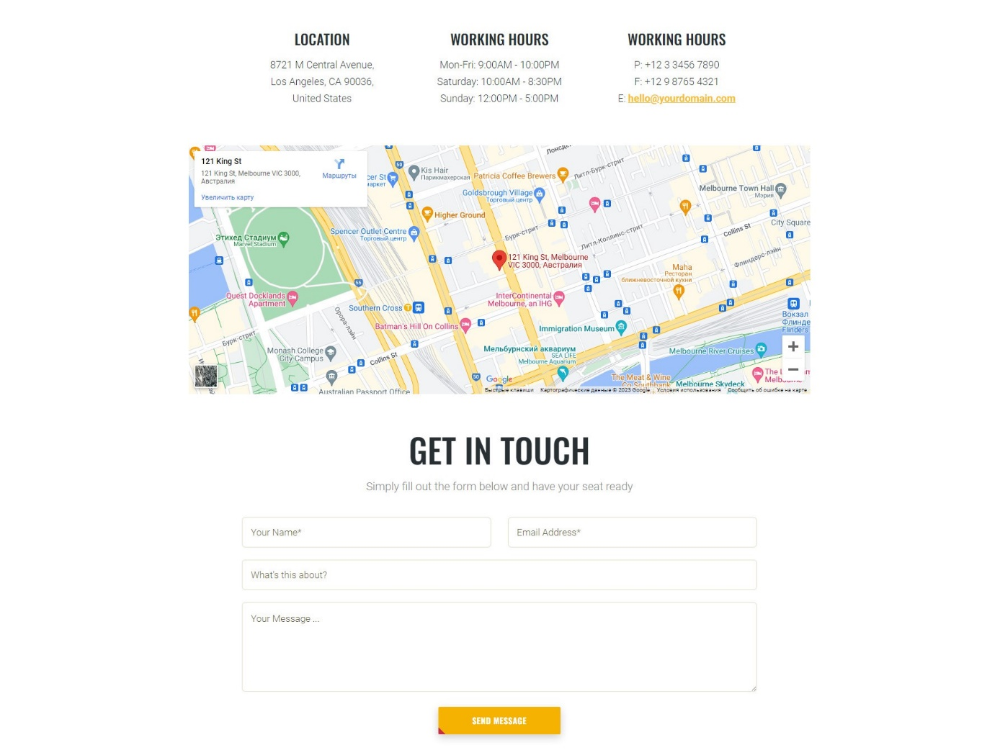 LOCATION
8721 M Central Avenue,
Los Angeles, CA 90036,
United States
WORKING HOURS
Mon-Fri: 9:00AM - 10:00PM
Saturday: 10:00AM - 8:30PM
Sunday: 12:00PM - 5:00PM
WORKING HOURS
P: +12 3 3456 7890
F: +12 9 8765 4321
E: hello@yourdomain.com
121 King St
121 King St, Melbourne VIC 3000,
Австралия
Маршруты
Увеличить карту
cer St
маркет
50
Kis Hair
Парикмахерская
Patricia Coffee Brewers
Литл-Бурк-стрит
Melbourne Town Hall
Мэрия
Goldsbrough Village
Торговый центр
Higher Ground
Spencer Outlet Centre
Торговый центр
Бурк-стрит
Литл-Коллинс-стрит
Collins St
City Square
Этихед Стадиум
Marvel Stadium
121 King St, Melbourne
VIC 3000, Австралия
Флиндерс-лэйн
Maha
Ресторан
ближневосточной кухни
55
Quest Docklands
Apartment
InterContinental
Melbourne, an IHG
Southern Cross
Batman's Hill On Collins
Immigration Museum
Вокзал
Флинде
Flinders
Орора-лэйн
Бурк-стрит
Monash College
City Campus
Collins St
Мельбурнский аквариум
SEA LIFE
Melbourne Aquarium
Melbourne River Cruises
50
Google
The Meat & Wine
Co Southbank
Melbourne Skydeck
Australian Passport Office
Быстрые клавиши
Картографические данные © 2023 Google
Условия использования
Сообщить об ошибке на карте
GET IN TOUCH
Simply fill out the form below and have your seat ready
Your Name*
Email Address*
What's this about?
Your Message ...
SEND MESSAGE